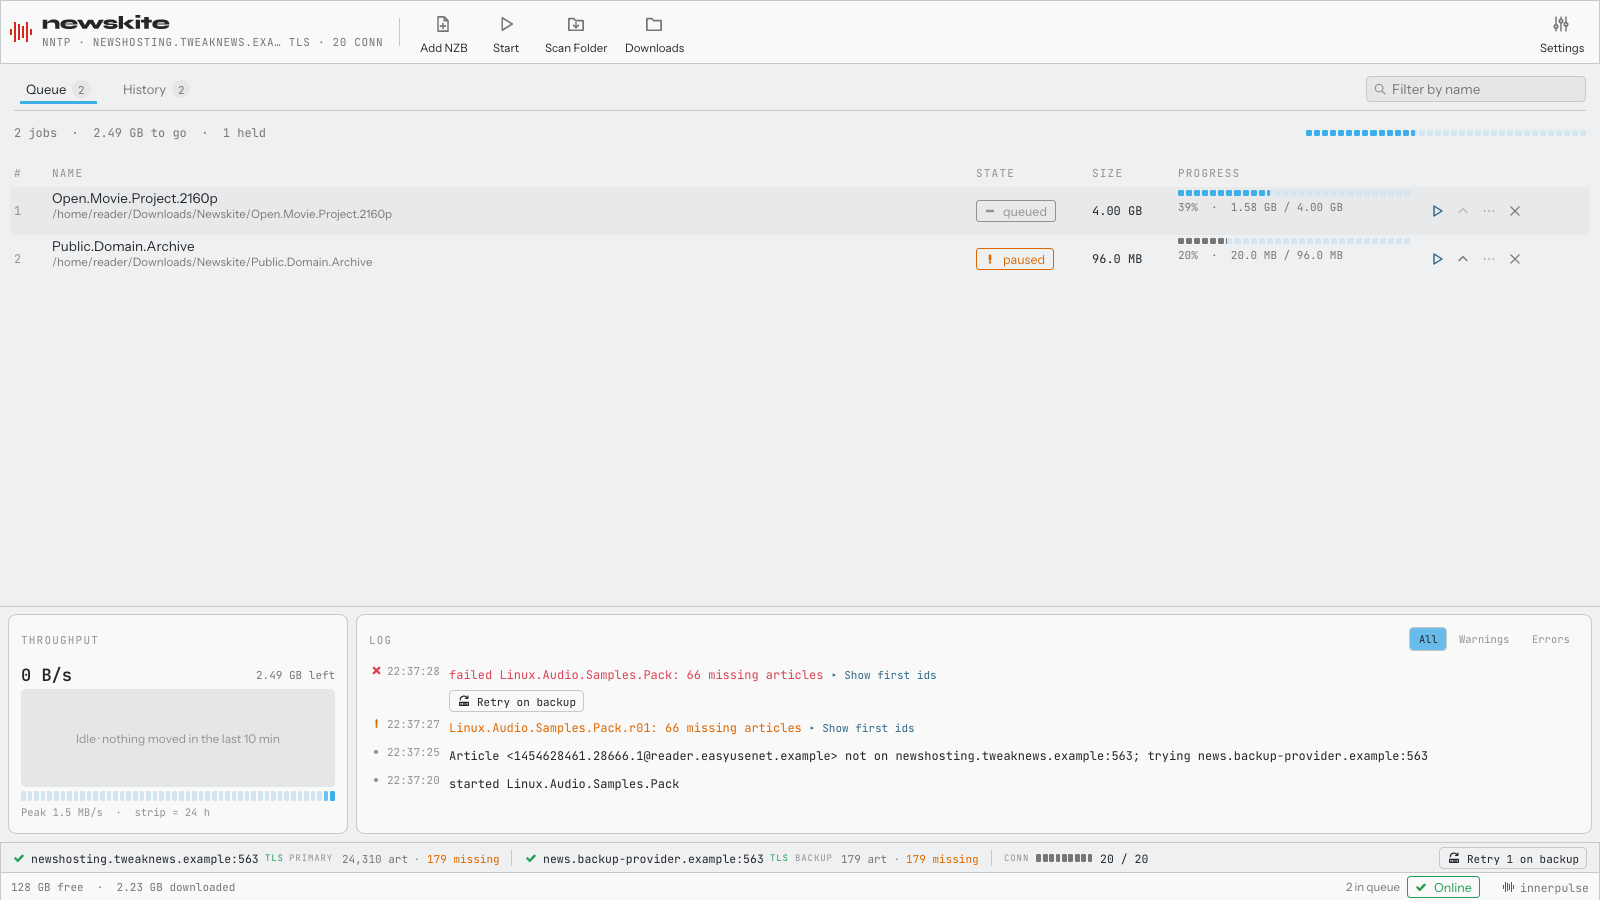 newskite
NNTP · NEWSHOSTING.TWEAKNEWS.EXA… TLS · 20 CONN
Add NZB
Start
Scan Folder
Downloads
Settings
Queue 2
History 2
Filter by name
2 jobs · 2.49 GB to go · 1 held
# NAME STATE SIZE PROGRESS
1 Open.Movie.Project.2160p
/home/reader/Downloads/Newskite/Open.Movie.Project.2160p
queued 4.00 GB 39% · 1.58 GB / 4.00 GB
2 Public.Domain.Archive
/home/reader/Downloads/Newskite/Public.Domain.Archive
paused 96.0 MB 20% · 20.0 MB / 96.0 MB
THROUGHPUT
0 B/s 2.49 GB left
Idle · nothing moved in the last 10 min
Peak 1.5 MB/s · strip = 24 h
LOG
All Warnings Errors
22:37:28 failed Linux.Audio.Samples.Pack: 66 missing articles ‣ Show first ids
Retry on backup
22:37:27 Linux.Audio.Samples.Pack.r01: 66 missing articles ‣ Show first ids
22:37:25 Article <1454628461.28666.1@reader.easyusenet.example> not on newshosting.tweaknews.example:563; trying news.backup-provider.example:563
22:37:20 started Linux.Audio.Samples.Pack
newshosting.tweaknews.example:563 TLS PRIMARY 24,310 art · 179 missing
news.backup-provider.example:563 TLS BACKUP 179 art · 179 missing
CONN 20 / 20
Retry 1 on backup
128 GB free · 2.23 GB downloaded
2 in queue Online innerpulse